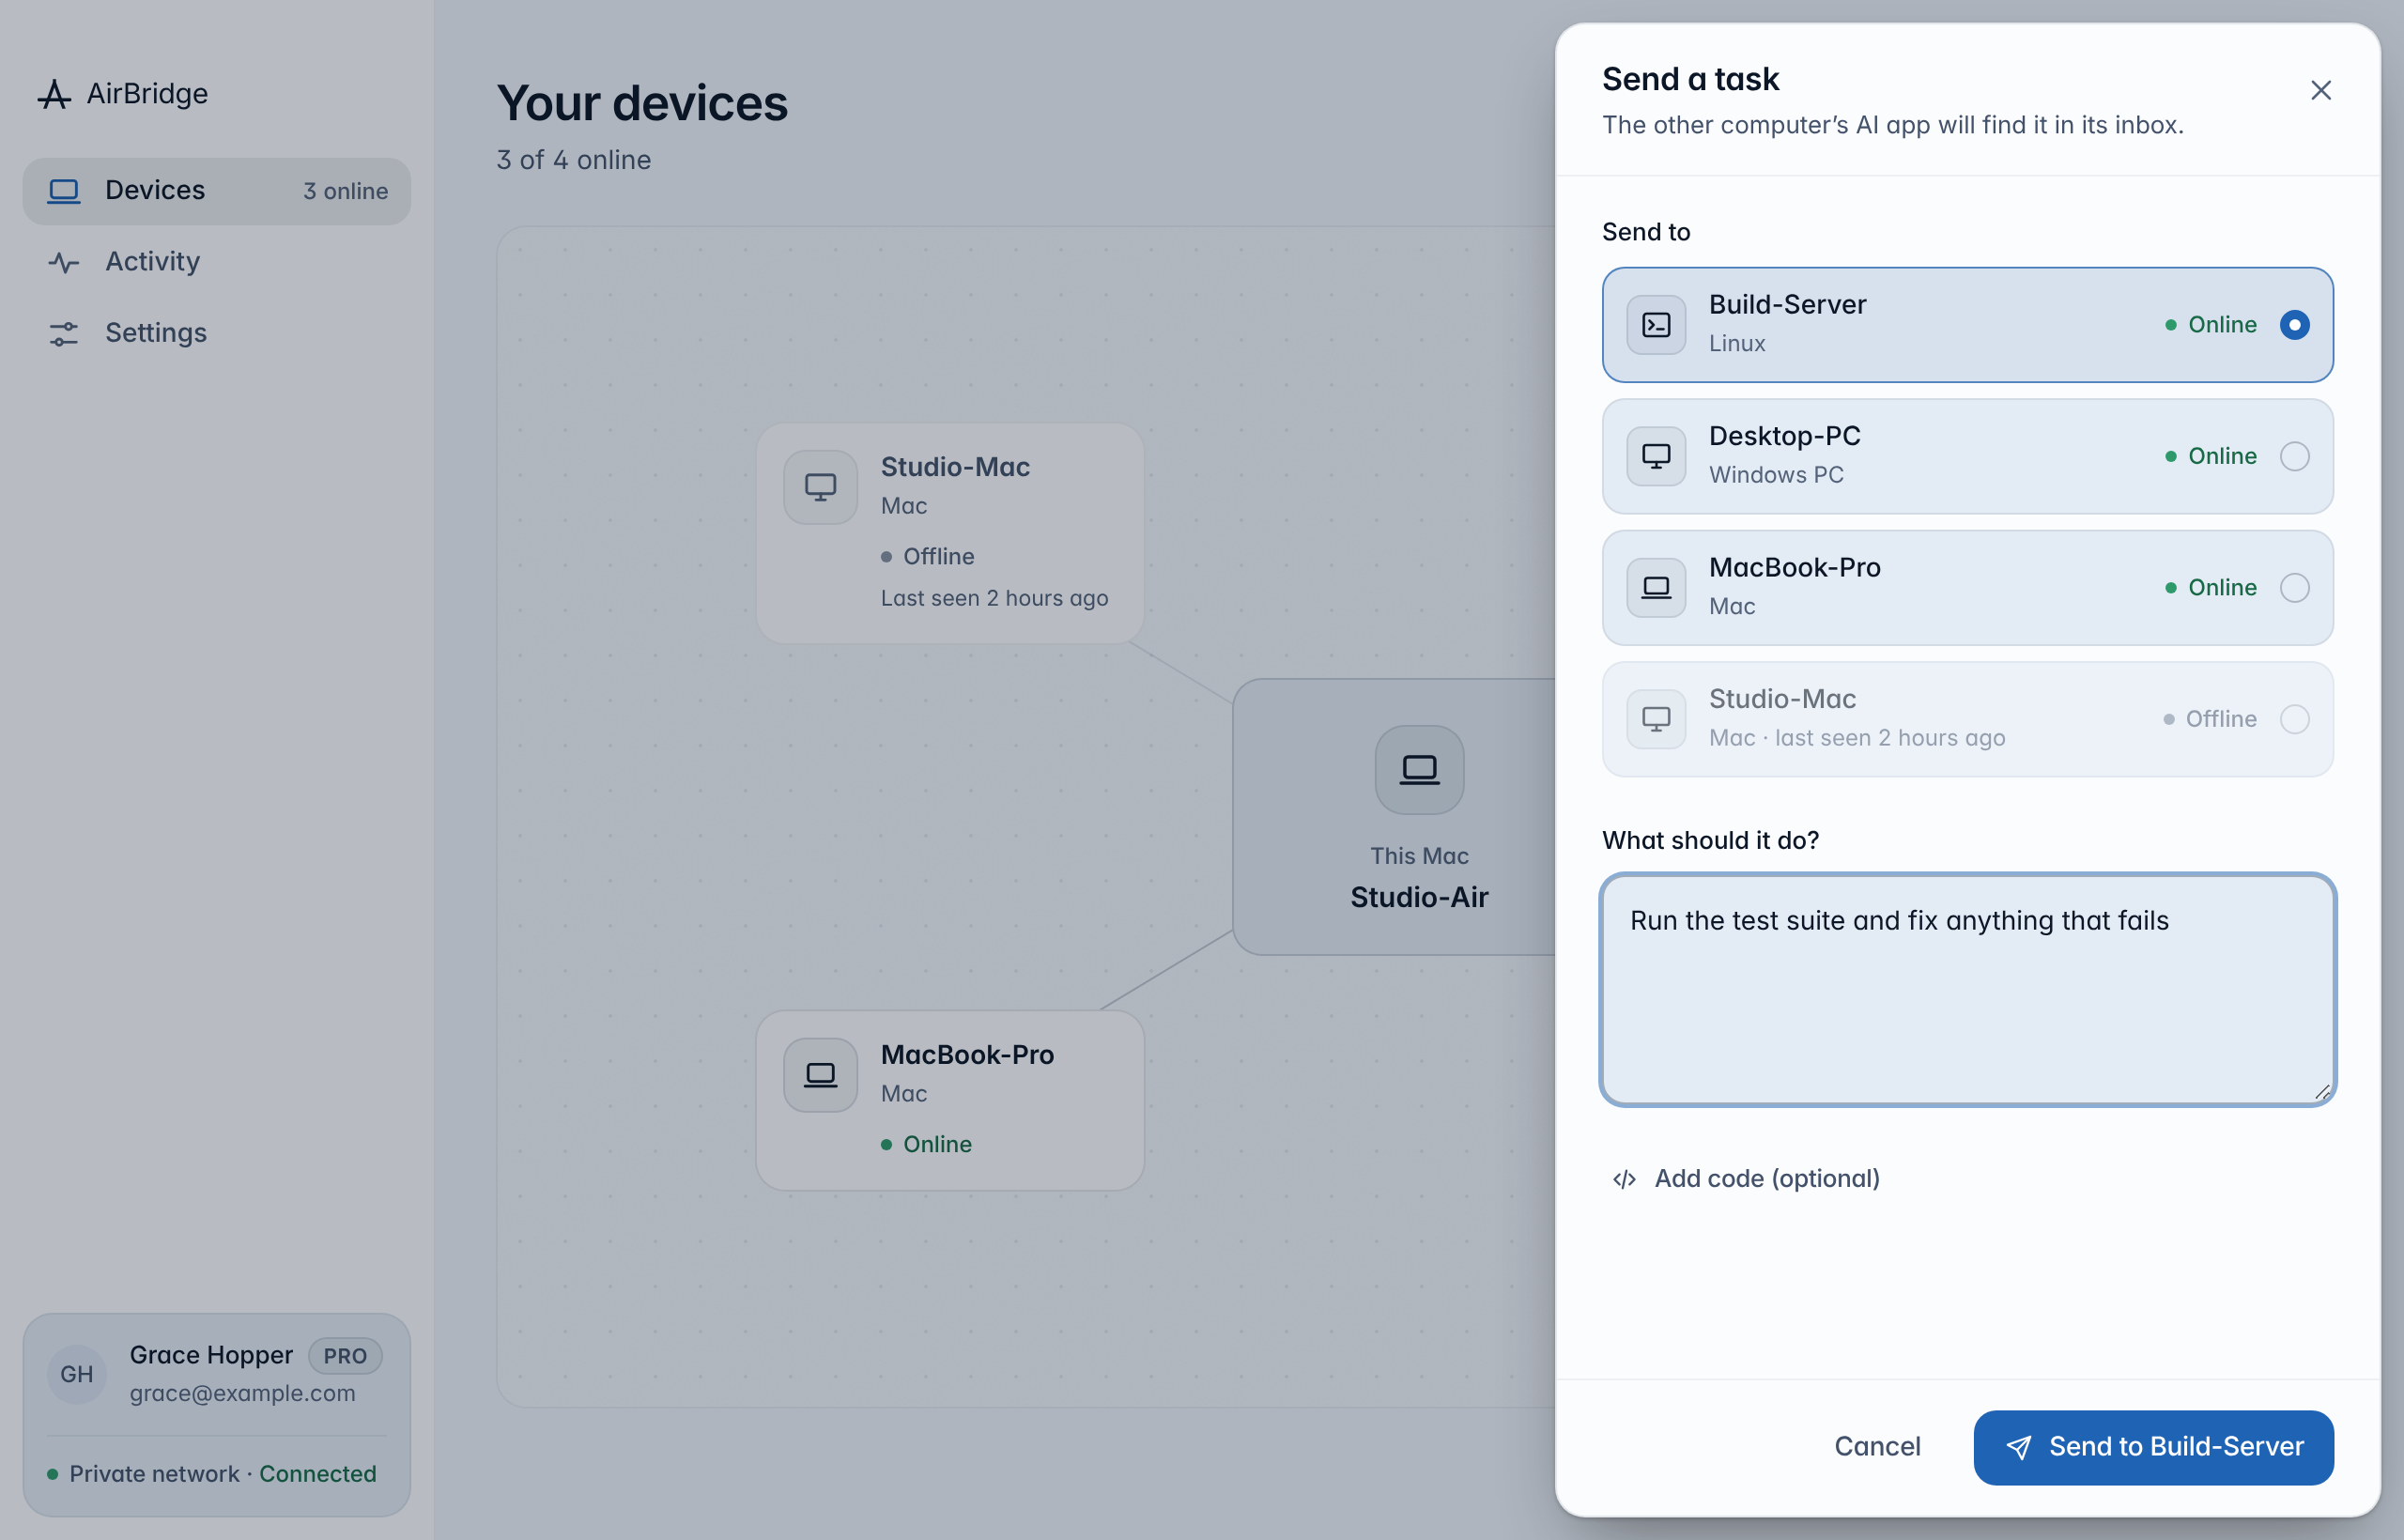 AirBridge
Devices 3 online
Activity
Settings
Your devices
3 of 4 online
Studio-Mac
Mac
Offline
Last seen 2 hours ago
This Mac
Studio-Air
MacBook-Pro
Mac
Online
GH
Grace Hopper PRO
grace@example.com
Private network · Connected
Send a task
The other computer’s AI app will find it in its inbox.
Send to
Build-Server
Linux
Online
Desktop-PC
Windows PC
Online
MacBook-Pro
Mac
Online
Studio-Mac
Mac · last seen 2 hours ago
Offline
What should it do?
Run the test suite and fix anything that fails
Add code (optional)
Cancel
Send to Build-Server